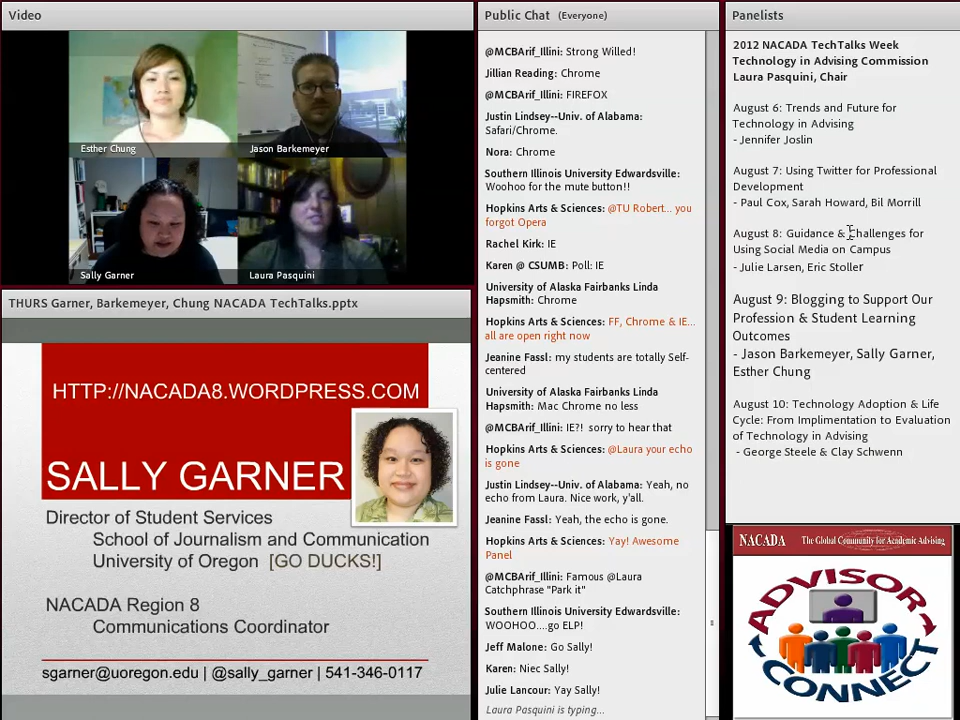 Video
Esther Chung
Jason Barkemeyer
Sally Garner
Laura Pasquini
THURS Garner, Barkemeyer, Chung NACADA TechTalks.pptx
HTTP://NACADA8.WORDPRESS.COM
SALLY GARNER
Director of Student Services
School of Journalism and Communication
University of Oregon [GO DUCKS!]
NACADA Region 8
Communications Coordinator
sgarner@uoregon.edu | @sally_garner | 541-346-0117
Public Chat (Everyone)
@MCBArif_Illini: Strong Willed!
Jillian Reading: Chrome
@MCBArif_Illini: FIREFOX
Justin Lindsey--Univ. of Alabama:
Safari/Chrome.
Nora: Chrome
Southern Illinois University Edwardsville:
Woohoo for the mute button!!
Hopkins Arts & Sciences: @TU Robert... you
forgot Opera
Rachel Kirk: IE
Karen @ CSUMB: Poll: IE
University of Alaska Fairbanks Linda
Hapsmith: Chrome
Hopkins Arts & Sciences: FF, Chrome & IE...
all are open right now
Jeanine Fassl: my students are totally Self-
centered
University of Alaska Fairbanks Linda
Hapsmith: Mac Chrome no less
@MCBArif_Illini: IE?! sorry to hear that
Hopkins Arts & Sciences: @Laura your echo
is gone
Justin Lindsey--Univ. of Alabama: Yeah, no
echo from Laura. Nice work, y'all.
Jeanine Fassl: Yeah, the echo is gone.
Hopkins Arts & Sciences: Yay! Awesome
Panel
@MCBArif_Illini: Famous @Laura
Catchphrase "Park it"
Southern Illinois University Edwardsville:
WOOHOO....go ELP!
Jeff Malone: Go Sally!
Karen: Niec Sally!
Julie Lancour: Yay Sally!
Laura Pasquini is typing...
Panelists
2012 NACADA TechTalks Week
Technology in Advising Commission
Laura Pasquini, Chair
August 6: Trends and Future for
Technology in Advising
- Jennifer Joslin
August 7: Using Twitter for Professional
Development
- Paul Cox, Sarah Howard, Bil Morrill
August 8: Guidance & Challenges for
Using Social Media on Campus
- Julie Larsen, Eric Stoller
August 9: Blogging to Support Our
Profession & Student Learning
Outcomes
- Jason Barkemeyer, Sally Garner,
Esther Chung
August 10: Technology Adoption & Life
Cycle: From Implimentation to Evaluation
of Technology in Advising
- George Steele & Clay Schwenn
NACADA The Global Community for Academic Advising
ADVISOR
CONNECT